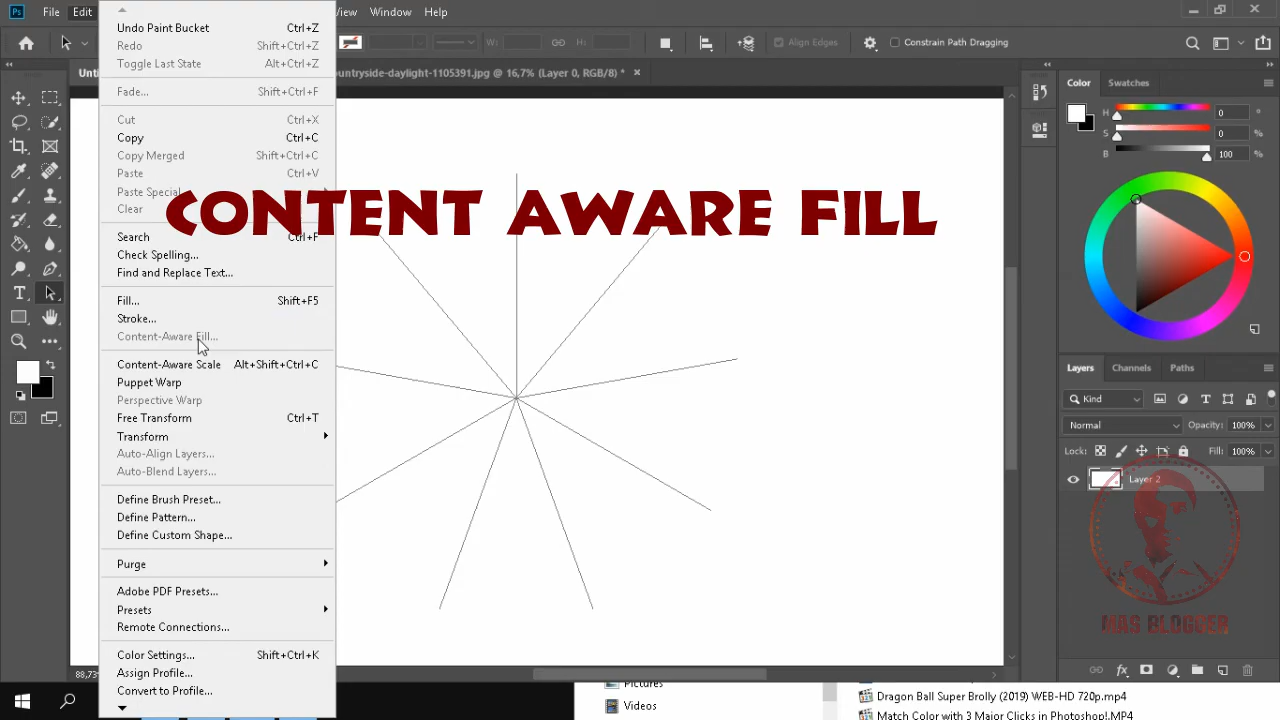 Ps File Edit View Window Help
W: H: Align Edges Constrain Path Dragging
ountryside-daylight-1105391.jpg @ 16,7% (Layer 0, RGB/8) * ×
Undo Paint Bucket Ctrl+Z
Redo Shift+Ctrl+Z
Toggle Last State Alt+Ctrl+Z
Fade... Shift+Ctrl+F
Cut Ctrl+X
Copy Ctrl+C
Copy Merged Shift+Ctrl+C
Paste Ctrl+V
Paste Special
Clear
CONTENT AWARE FILL
Search Ctrl+F
Check Spelling...
Find and Replace Text...
Fill... Shift+F5
Stroke...
Content-Aware Fill...
Content-Aware Scale Alt+Shift+Ctrl+C
Puppet Warp
Perspective Warp
Free Transform Ctrl+T
Transform
Auto-Align Layers...
Auto-Blend Layers...
Define Brush Preset...
Define Pattern...
Define Custom Shape...
Purge
Adobe PDF Presets...
Presets
Remote Connections...
Color Settings... Shift+Ctrl+K
Assign Profile...
Convert to Profile...
88,73
Color Swatches
H 0 °
S 0 %
B 100 %
Layers Channels Paths
Kind
Normal Opacity: 100%
Lock: Fill: 100%
Layer 2
MAS BLOGGER
Pictures
Videos
Dragon Ball Super Brolly (2019) WEB-HD 720p.mp4
Match Color with 3 Major Clicks in Photoshop!.MP4